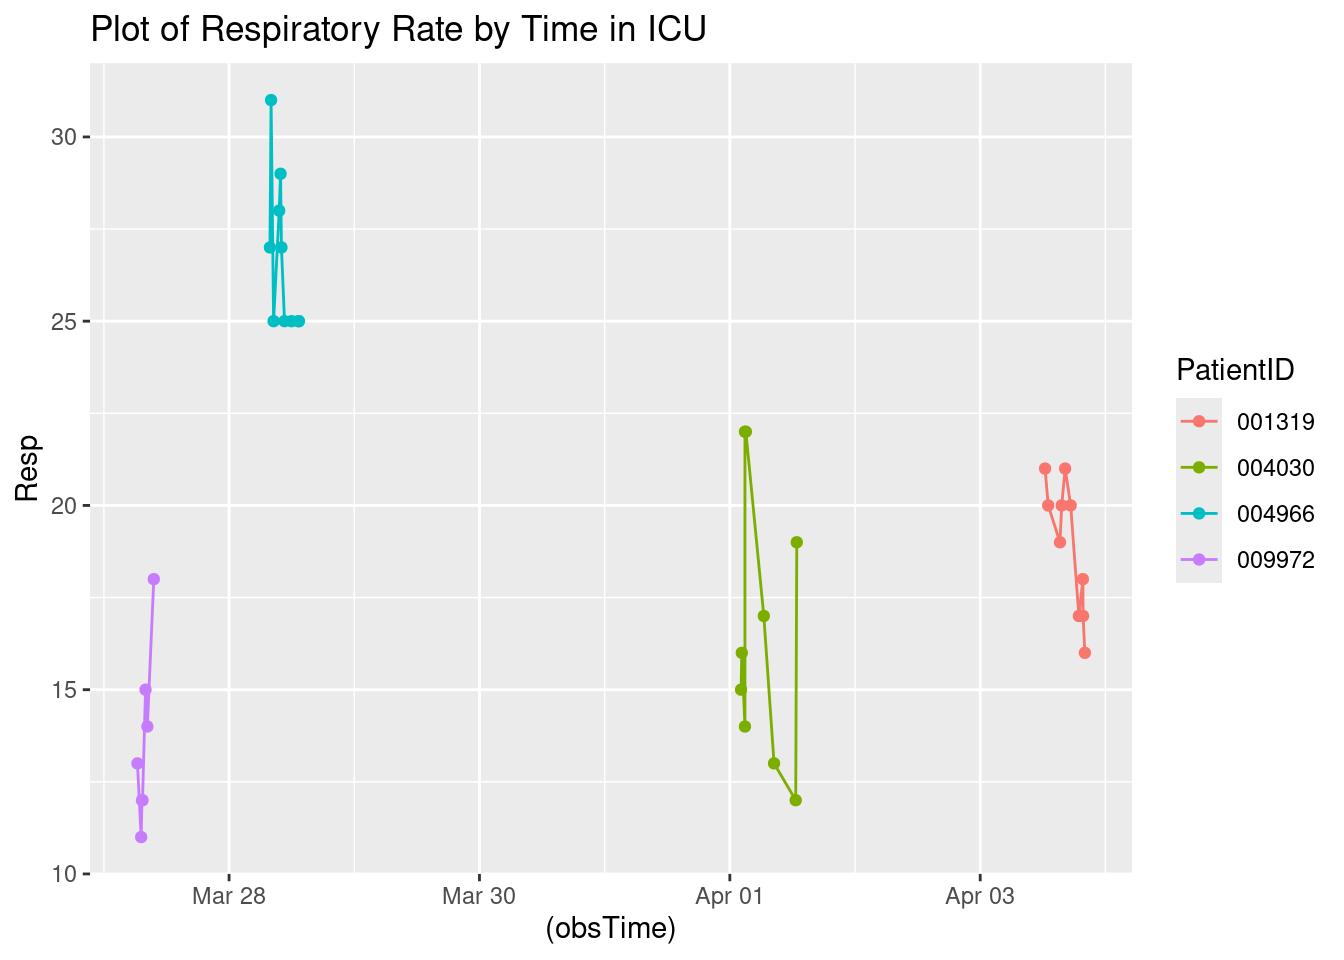 Plot of Respiratory Rate by Time in ICU
30
25
20
15
10
Resp
Mar 28
Mar 30
Apr 01
Apr 03
(obsTime)
PatientID
001319
004030
004966
009972